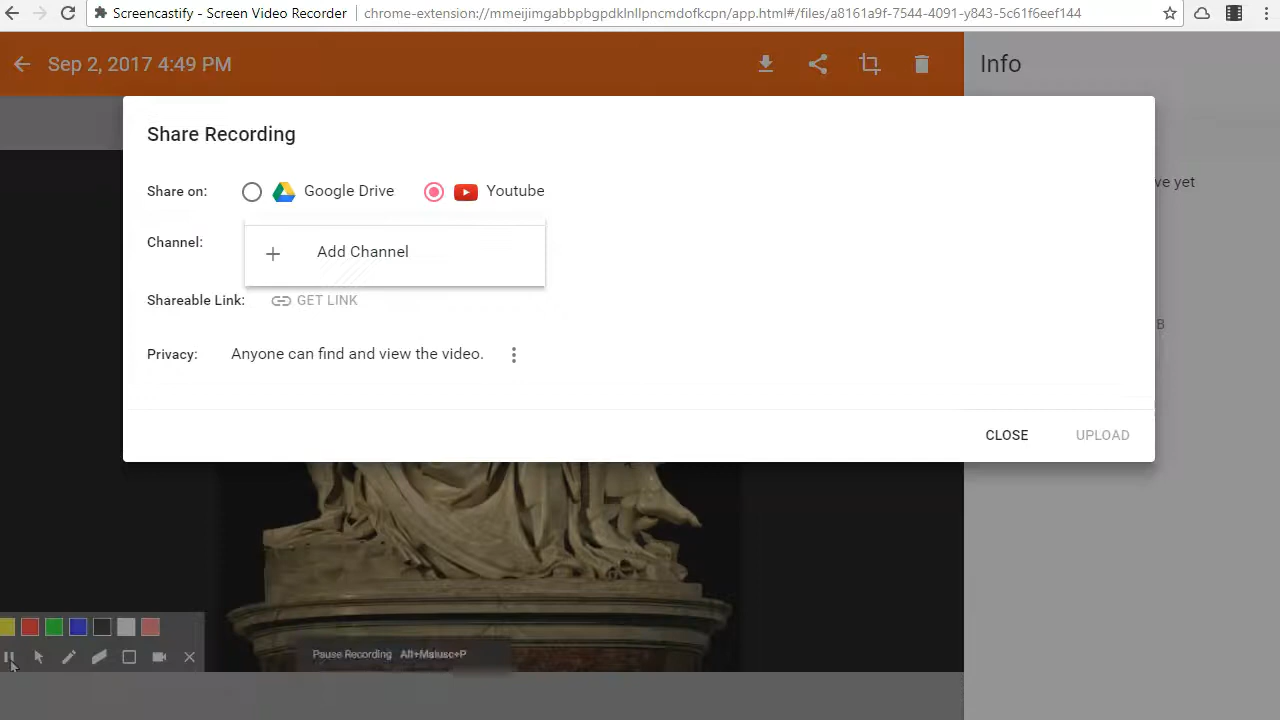 Screencastify - Screen Video Recorder
chrome-extension://mmeijimgabbpbgpdklnllpncmdofkcpn/app.html#/files/a8161a9f-7544-4091-y843-5c61f6eef144
Sep 2, 2017 4:49 PM
Info
Share Recording
Share on:
Google Drive
Youtube
ve yet
Channel:
Add Channel
Shareable Link:
GET LINK
B
Privacy:
Anyone can find and view the video.
CLOSE
UPLOAD
Pause Recording Alt+Maiusc+P